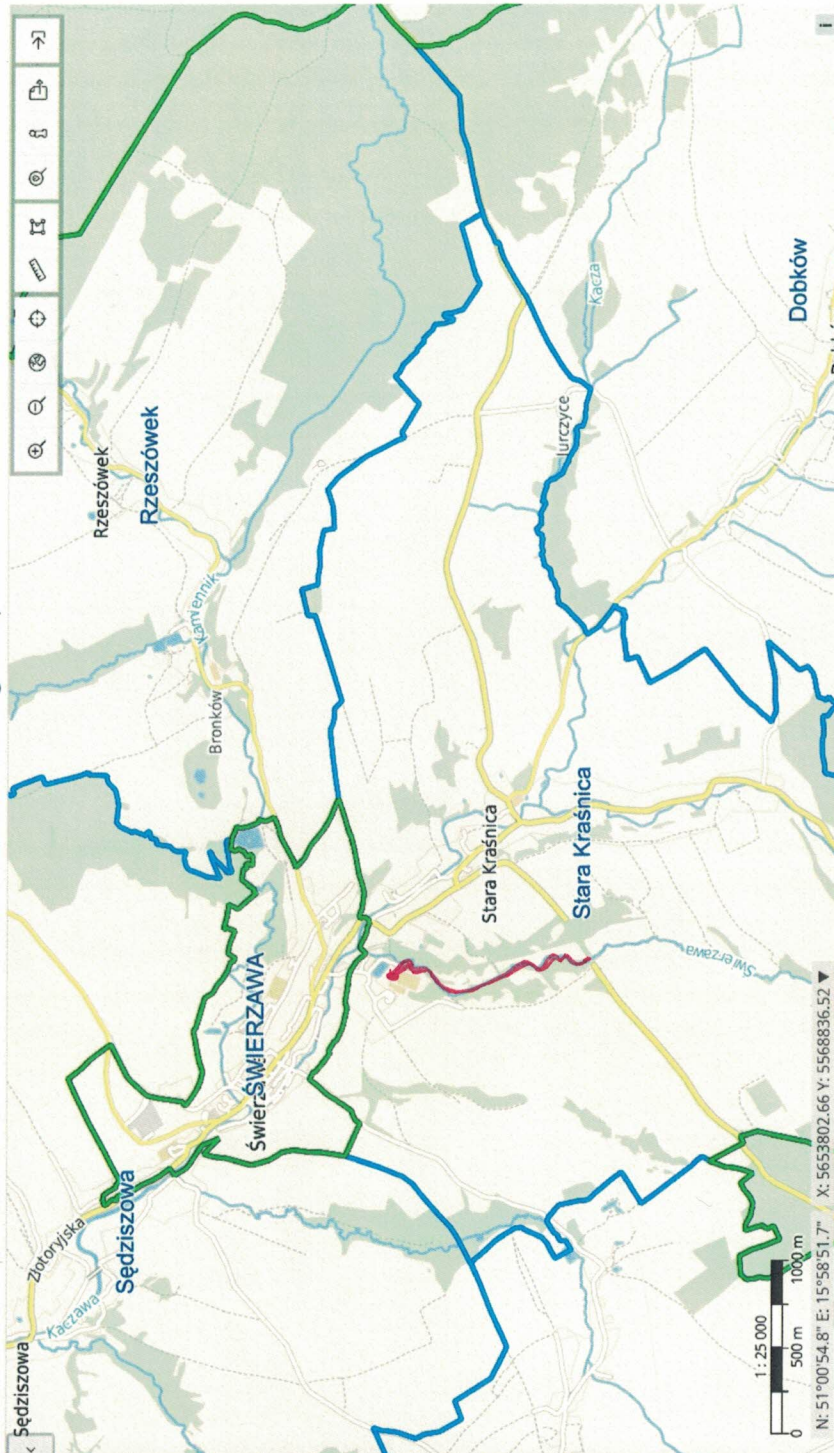 Sędziszowa
Złotoryjska
Kaczawa
Sędziszowa
Rzeszówek
Rzeszówek
Kamiennik
Bronków
ŚWIERZAWA
Stara Kraśnica
Stara Kraśnica
Świerzawa
Jurczyce
Kacza
Dobków
1 : 25 000
0 500 m 1000 m
N: 51°00'54.8" E: 15°58'51.7" X: 5653802.66 Y: 5568836.52 ▼
i